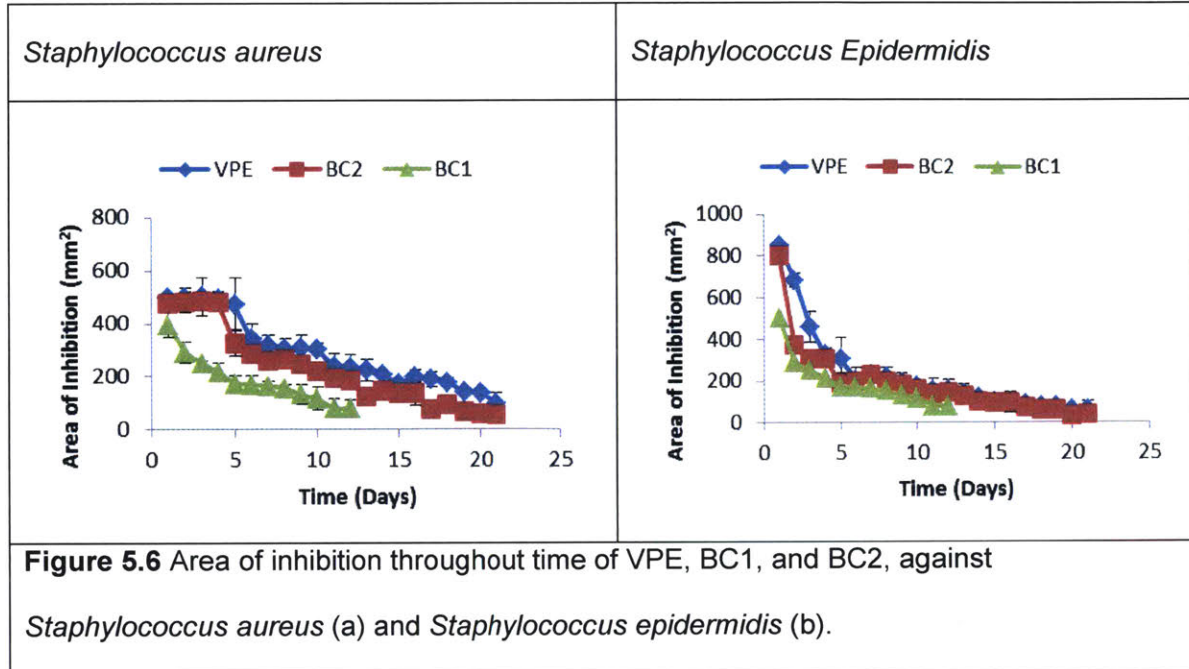 Staphylococcus aureus
Staphylococcus Epidermidis
VPE BC2 BC1
800
600
400
200
0
Area of Inhibition (mm²)
0 5 10 15 20 25
Time (Days)
VPE BC2 BC1
1000
800
600
400
200
0
Area of Inhibition (mm²)
0 5 10 15 20 25
Time (Days)
Figure 5.6 Area of inhibition throughout time of VPE, BC1, and BC2, against
Staphylococcus aureus (a) and Staphylococcus epidermidis (b).